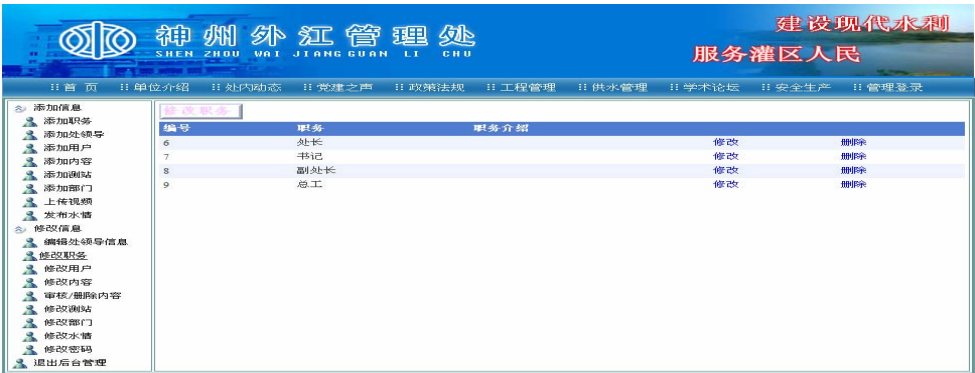 神州外江管理处
SHEN ZHOU WAI JIANG GUAN LI CHU
建设现代水利
服务灌区人民
首 页 单位介绍 处内动态 党建之声 政策法规 工程管理 供水管理 学术论坛 安全生产 管理登录
添加信息
添加职务
添加处领导
添加用户
添加内容
添加测站
添加部门
上传视频
发布水情
修改信息
编辑处领导信息
修改职务
修改用户
修改内容
审核/删除内容
修改测站
修改部门
修改水情
修改密码
退出后台管理
修改职务
编号 职务 职务介绍
6 处长 修改 删除
7 书记 修改 删除
8 副处长 修改 删除
9 总工 修改 删除